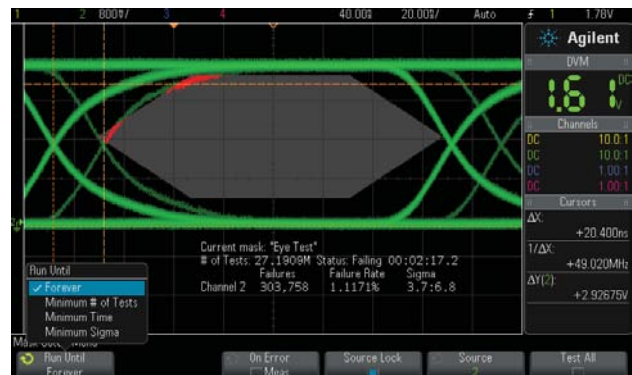 1 2 800▽/ 3 4 40.00▽ 20.00▽/ Auto 1 1.78V
Agilent
DVM
1.61 DC V
Channels
DC 10.0:1
DC 10.0:1
DC 1.00:1
DC 1.00:1
Cursors
ΔX:
+20.400ns
1/ΔX:
+49.020MHz
ΔY(2):
+2.92675V
Current mask: "Eye Test"
# of Tests: 27.1909M Status: Failing 00:02:17.2
Failures Failure Rate Sigma
Channel 2 303,758 1.1171% 3.7:6.8
Run Until
✓ Forever
Minimum # of Tests
Minimum Time
Minimum Sigma
Run Until
Forever
On Error
Meas
Source Lock
Source
2
Test All